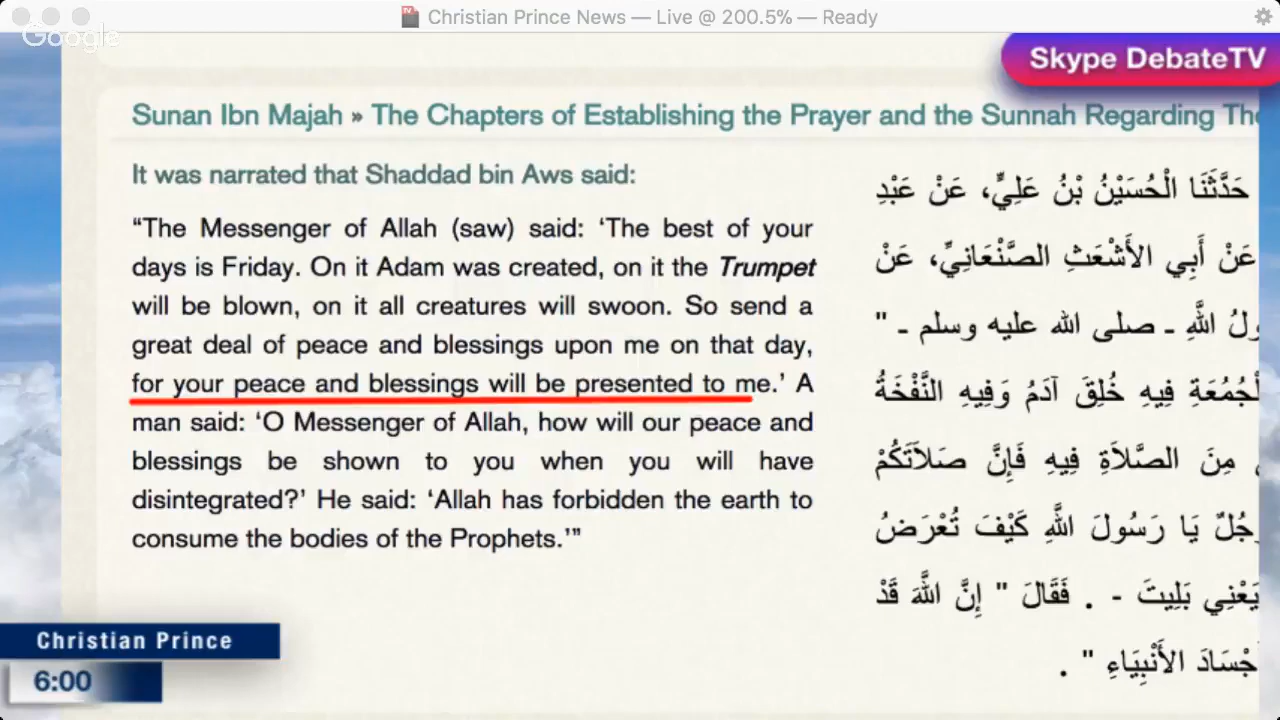 Christian Prince News — Live @ 200.5% — Ready
Google
Skype DebateTV
Sunan Ibn Majah » The Chapters of Establishing the Prayer and the Sunnah Regarding
It was narrated that Shaddad bin Aws said:
“The Messenger of Allah (saw) said: ‘The best of your
days is Friday. On it Adam was created, on it the Trumpet
will be blown, on it all creatures will swoon. So send a
great deal of peace and blessings upon me on that day,
for your peace and blessings will be presented to me.’ A
man said: ‘O Messenger of Allah, how will our peace and
blessings be shown to you when you will have
disintegrated?’ He said: ‘Allah has forbidden the earth to
consume the bodies of the Prophets.’”
حَدَّثَنَا الْحُسَيْنُ بْنُ عَلِيٍّ، عَنْ عَبْدِ
عَنْ أَبِي الأَشْعَثِ الصَّنْعَانِيِّ، عَنْ
اللَّهِ ـ صلى الله عليه وسلم ـ "
فِيهِ خُلِقَ آدَمُ وَفِيهِ النَّفْخَةُ
مِنَ الصَّلاَةِ فِيهِ فَإِنَّ صَلاَتَكُمْ
يَا رَسُولَ اللَّهِ كَيْفَ تُعْرَضُ
يَعْنِي بَلِيتَ - . فَقَالَ " إِنَّ اللَّهَ قَدْ
الأَنْبِيَاءِ " .
Christian Prince
6:00